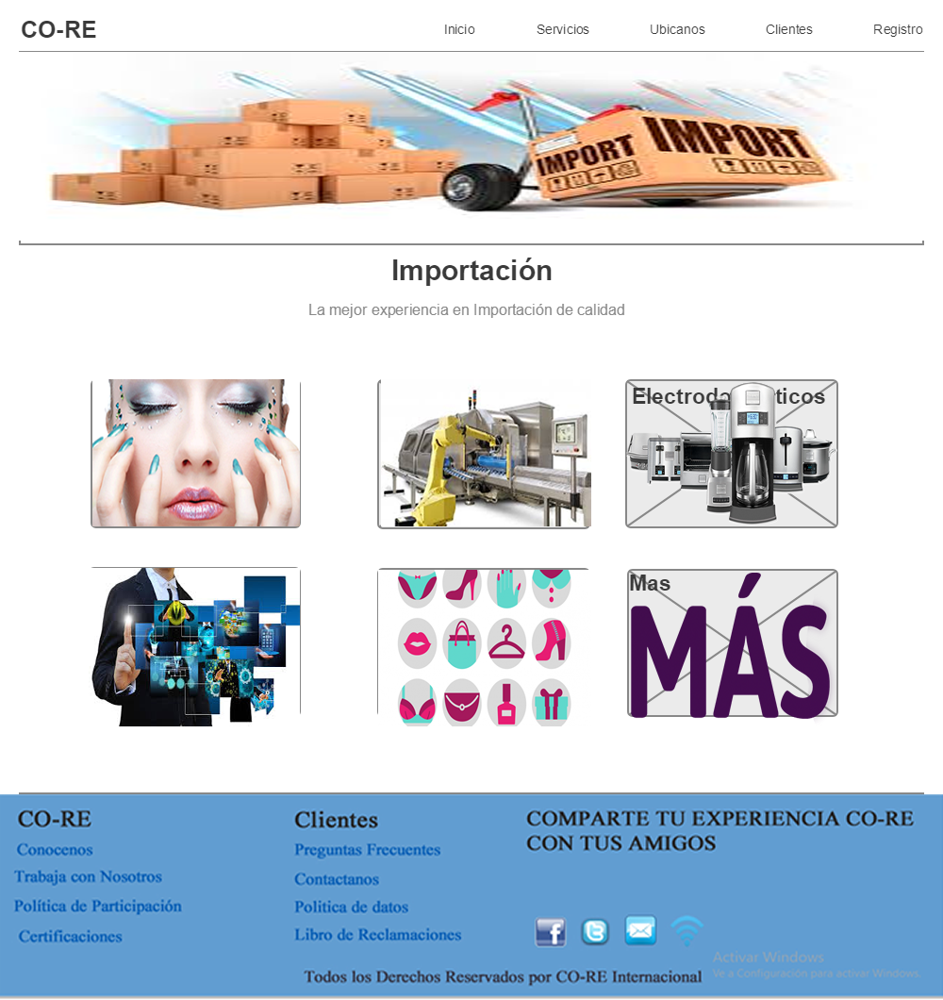 CO-RE
Inicio
Servicios
Ubicanos
Clientes
Registro
IMPORT
IMPORT
Importación
La mejor experiencia en Importación de calidad
Mas
MÁS
CO-RE
Conocenos
Trabaja con Nosotros
Política de Participación
Certificaciones
Clientes
Preguntas Frecuentes
Contactanos
Politica de datos
Libro de Reclamaciones
COMPARTE TU EXPERIENCIA CO-RE
CON TUS AMIGOS
f
t
Activar Windows
Ve a Configuración para activar Windows.
Todos los Derechos Reservados por CO-RE Internacional